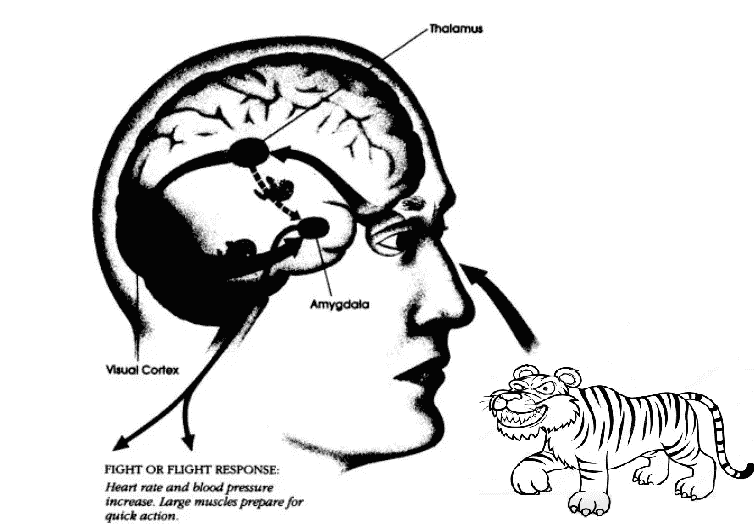 Thalamus
Amygdala
Visual Cortex
FIGHT OR FLIGHT RESPONSE:
Heart rate and blood pressure
increase. Large muscles prepare for
quick action.